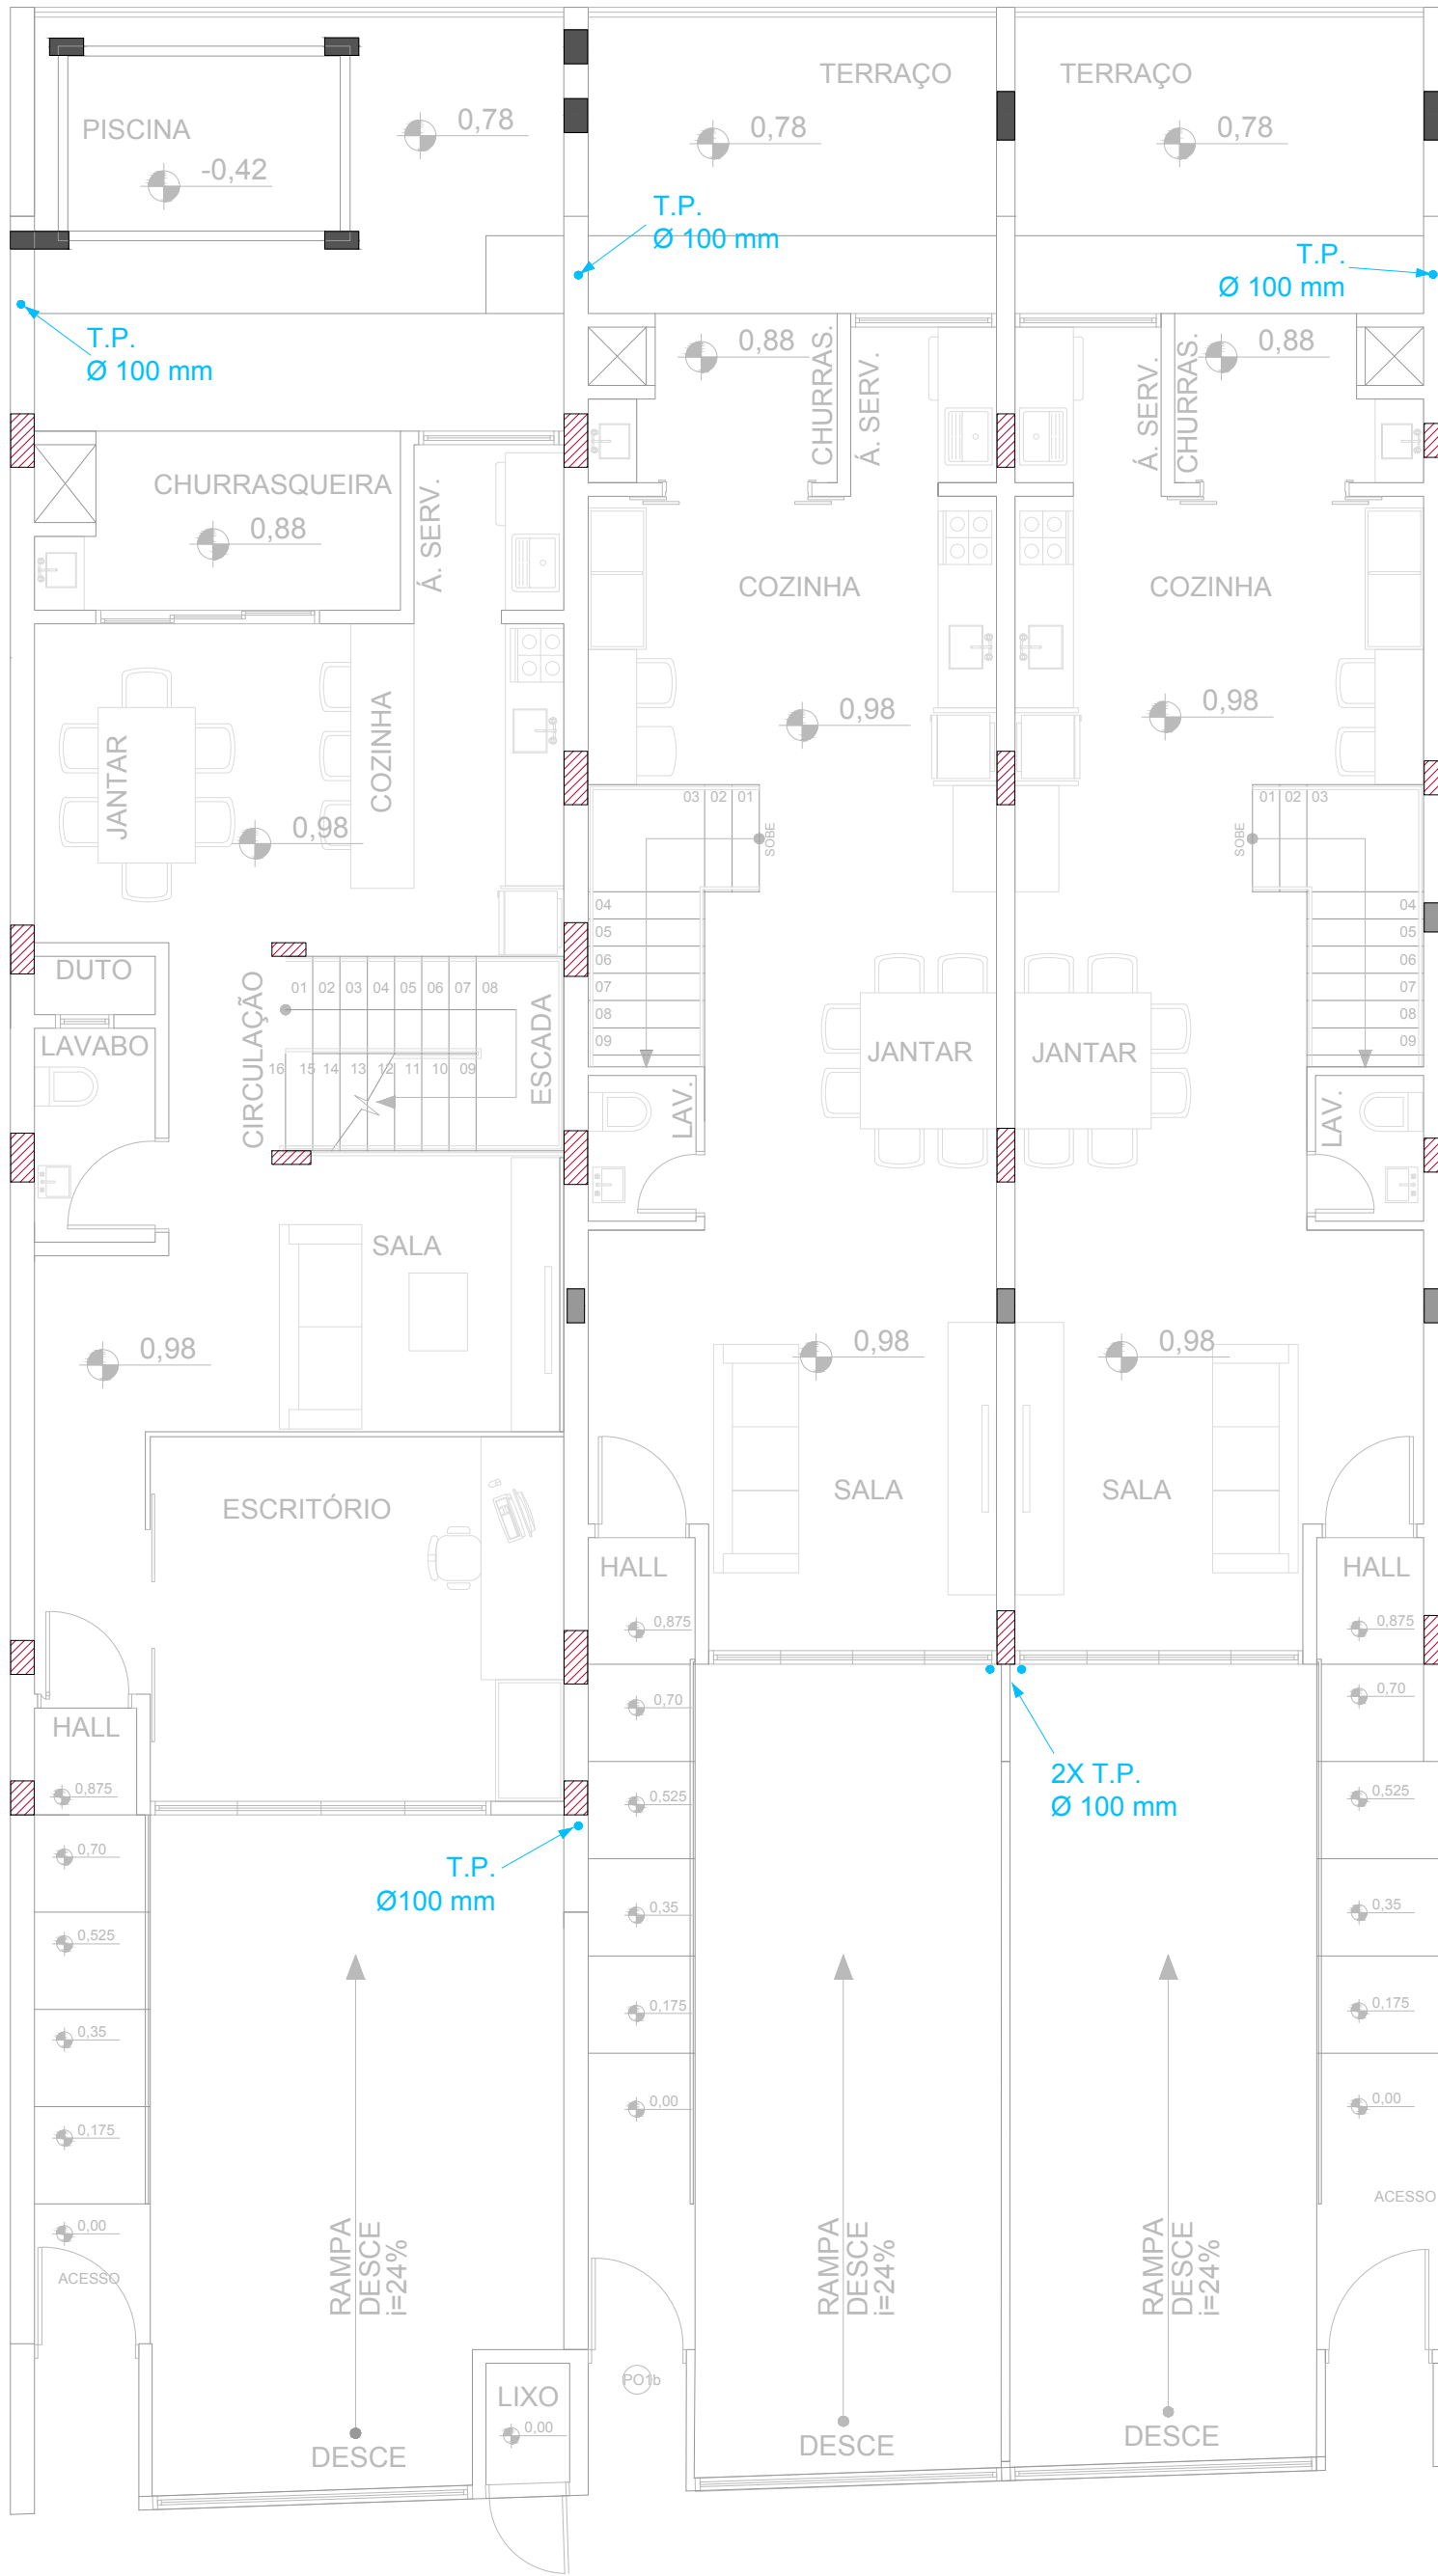 TERRAÇO
TERRAÇO
PISCINA
0,78
0,78
0,78
-0,42
T.P.
Ø 100 mm
T.P.
Ø 100 mm
T.P.
Ø 100 mm
0,88
CHURRAS.
Á. SERV.
Á. SERV.
CHURRAS.
0,88
CHURRASQUEIRA
0,88
Á. SERV.
COZINHA
COZINHA
JANTAR
COZINHA
0,98
0,98
0,98
03 02 01
SOBE
04
05
06
07
08
09
01 02 03
SOBE
04
05
06
07
08
09
DUTO
LAVABO
CIRCULAÇÃO
01 02 03 04 05 06 07 08
16 15 14 13 12 11 10 09
ESCADA
JANTAR
JANTAR
LAV.
LAV.
SALA
0,98
0,98
0,98
SALA
SALA
ESCRITÓRIO
HALL
0,875
HALL
0,875
HALL
0,875
0,70
0,70
2X T.P.
Ø 100 mm
0,525
0,525
T.P.
Ø100 mm
0,70
0,525
0,35
0,175
0,00
ACESSO
0,35
0,175
0,00
0,35
0,175
0,00
ACESSO
RAMPA
DESCE
i=24%
RAMPA
DESCE
i=24%
RAMPA
DESCE
i=24%
PO1b
LIXO
0,00
DESCE
DESCE
DESCE